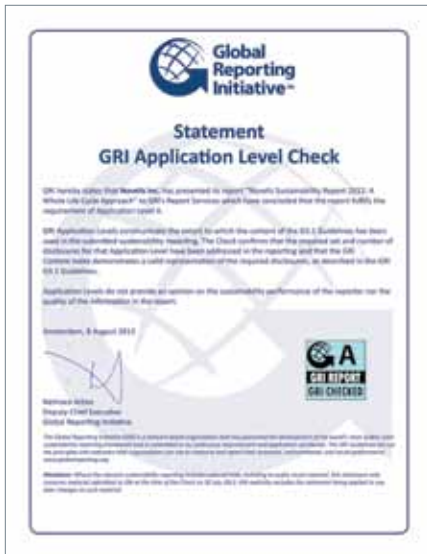 Global
Reporting
Initiative™
Statement
GRI Application Level Check
GRI hereby states that Novelis Inc. has presented its report "Novelis Sustainability Report 2012: A
Whole Life Cycle Approach" to GRI's Report Services which have concluded that the report fulfills the
requirement of Application Level A.
GRI Application Levels communicate the extent to which the content of the G3.1 Guidelines has been
used in the submitted sustainability reporting. The Check confirms that the required set and number of
disclosures for that Application Level have been addressed in the reporting and that the GRI
Content Index demonstrates a valid representation of the required disclosures, as described in the GRI
G3.1 Guidelines.
Application Levels do not provide an opinion on the sustainability performance of the reporter nor the
quality of the information in the report.
Amsterdam, 8 August 2012
Deputy Chief Executive
Global Reporting Initiative
A
GRI REPORT
GRI CHECKED